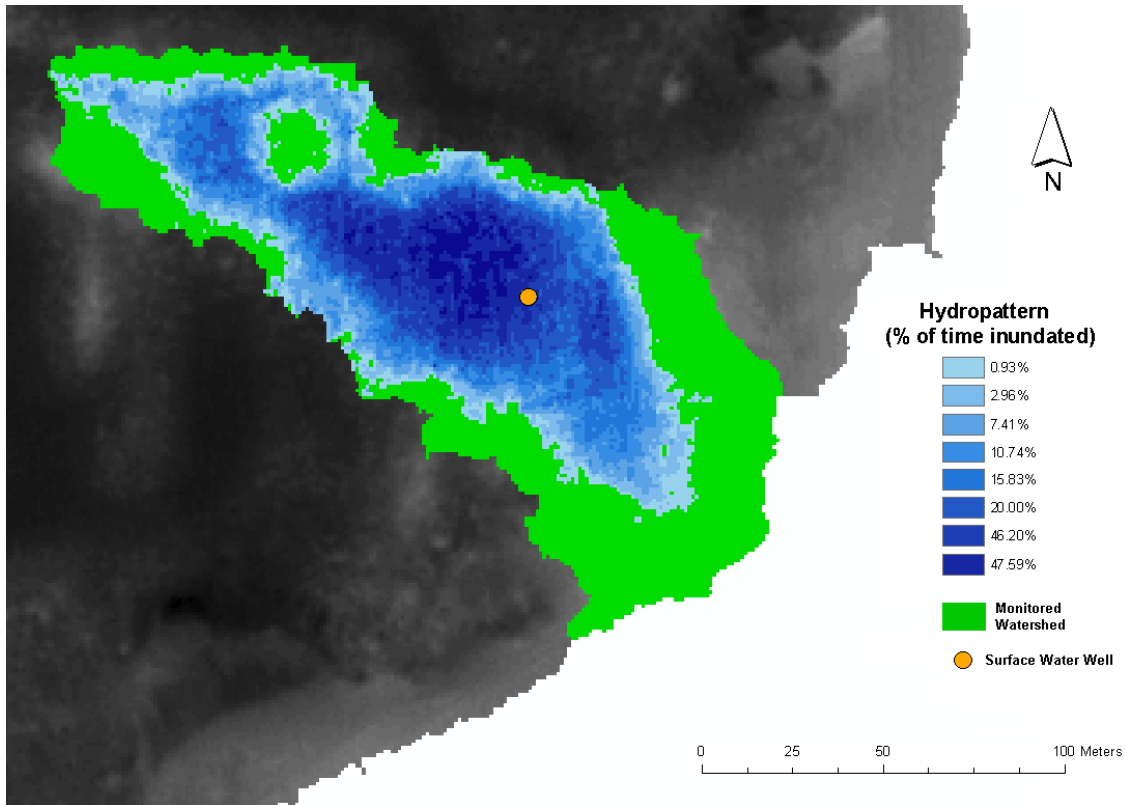 N
Hydropattern
(% of time inundated)
0.93%
2.96%
7.41%
10.74%
15.83%
20.00%
46.20%
47.59%
Monitored
Watershed
Surface Water Well
0 25 50 100 Meters